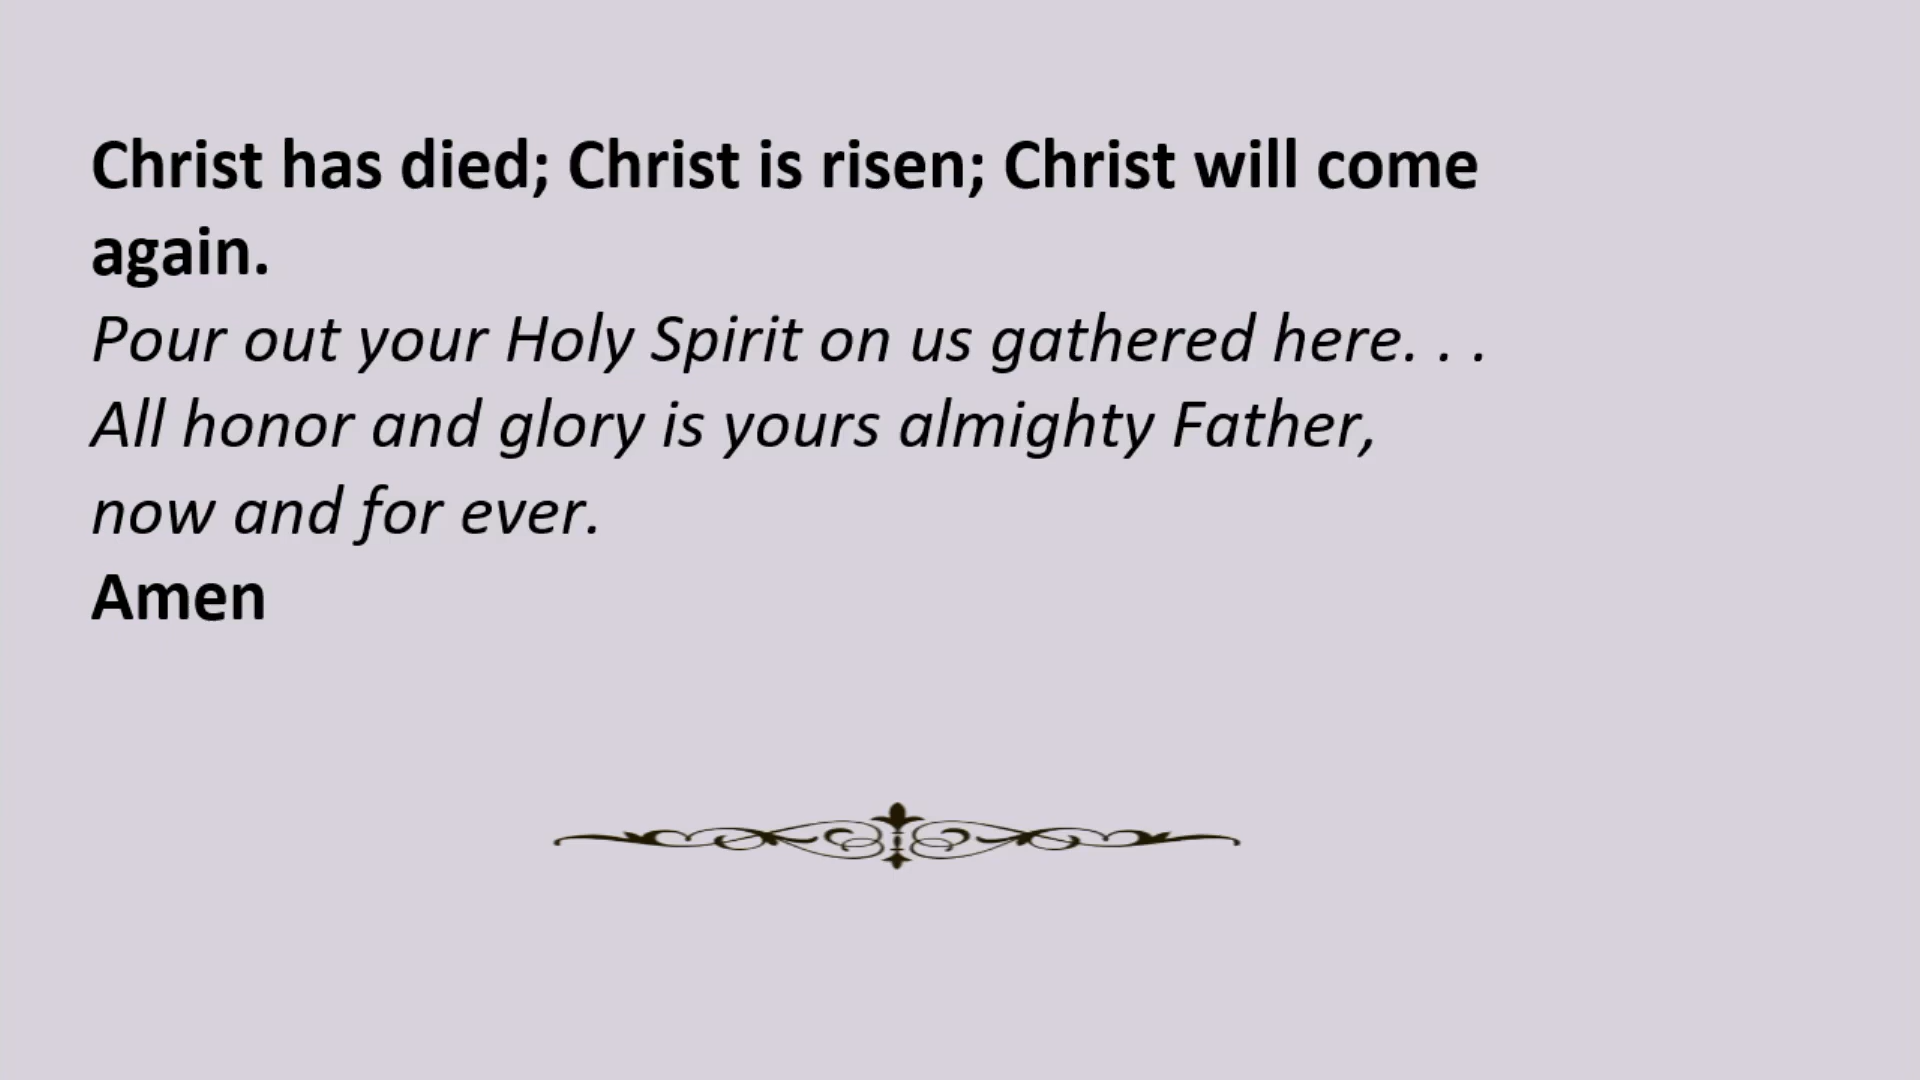 Christ has died; Christ is risen; Christ will come
again.
Pour out your Holy Spirit on us gathered here. . .
All honor and glory is yours almighty Father,
now and for ever.
Amen